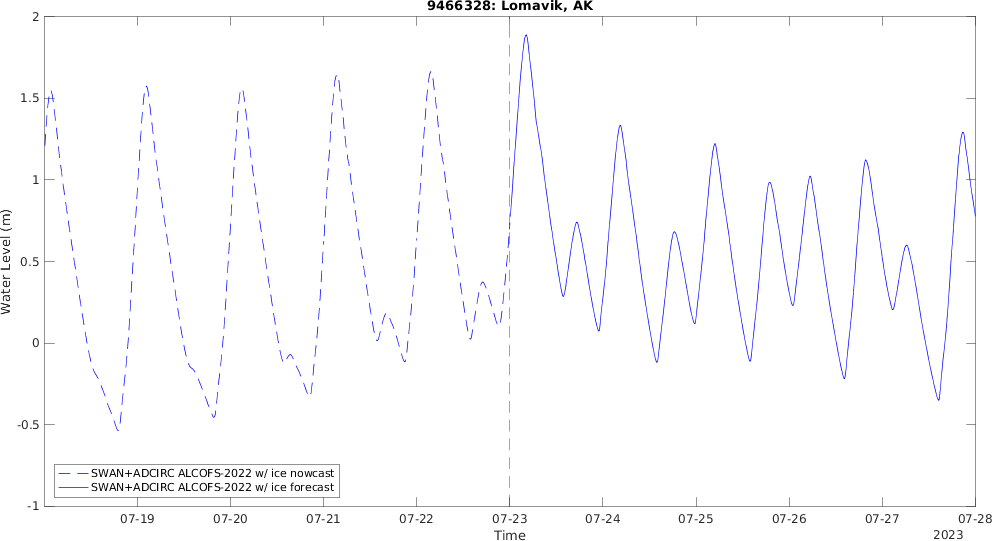 9466328: Lomavik, AK
Water Level (m)
2
1.5
1
0.5
0
-0.5
-1
SWAN+ADCIRC ALCOFS-2022 w/ ice nowcast
SWAN+ADCIRC ALCOFS-2022 w/ ice forecast
07-19 07-20 07-21 07-22 07-23 07-24 07-25 07-26 07-27 07-28
Time
2023